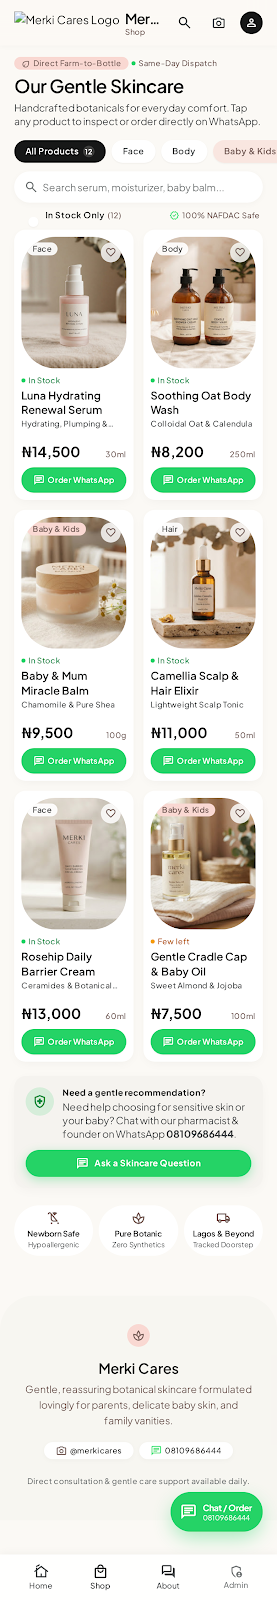 Merki Cares Logo
Mer...
Shop
Direct Farm-to-Bottle
Same-Day Dispatch
Our Gentle Skincare
Handcrafted botanicals for everyday comfort. Tap
any product to inspect or order directly on WhatsApp.
All Products 12
Face
Body
Baby & Kids
Search serum, moisturizer, baby balm...
In Stock Only (12)
100% NAFDAC Safe
Face
LUNA
In Stock
Luna Hydrating
Renewal Serum
Hydrating, Plumping &...
₦14,500
30ml
Order WhatsApp
Body
In Stock
Soothing Oat Body
Wash
Colloidal Oat & Calendula
₦8,200
250ml
Order WhatsApp
Baby & Kids
In Stock
Baby & Mum
Miracle Balm
Chamomile & Pure Shea
₦9,500
100g
Order WhatsApp
Hair
In Stock
Camellia Scalp &
Hair Elixir
Lightweight Scalp Tonic
₦11,000
50ml
Order WhatsApp
Face
MERKI
In Stock
Rosehip Daily
Barrier Cream
Ceramides & Botanical...
₦13,000
60ml
Order WhatsApp
Baby & Kids
merki
cares
Few left
Gentle Cradle Cap
& Baby Oil
Sweet Almond & Jojoba
₦7,500
100ml
Order WhatsApp
Need a gentle recommendation?
Need help choosing for sensitive skin or
your baby? Chat with our pharmacist &
founder on WhatsApp 08109686444.
Ask a Skincare Question
Newborn Safe
Hypoallergenic
Pure Botanic
Zero Synthetics
Lagos & Beyond
Tracked Doorstep
Merki Cares
Gentle, reassuring botanical skincare formulated
lovingly for parents, delicate baby skin, and
family vanities.
@merkicares
08109686444
Direct consultation & gentle care support available daily.
Chat / Order
08109686444
Home
Shop
About
Admin